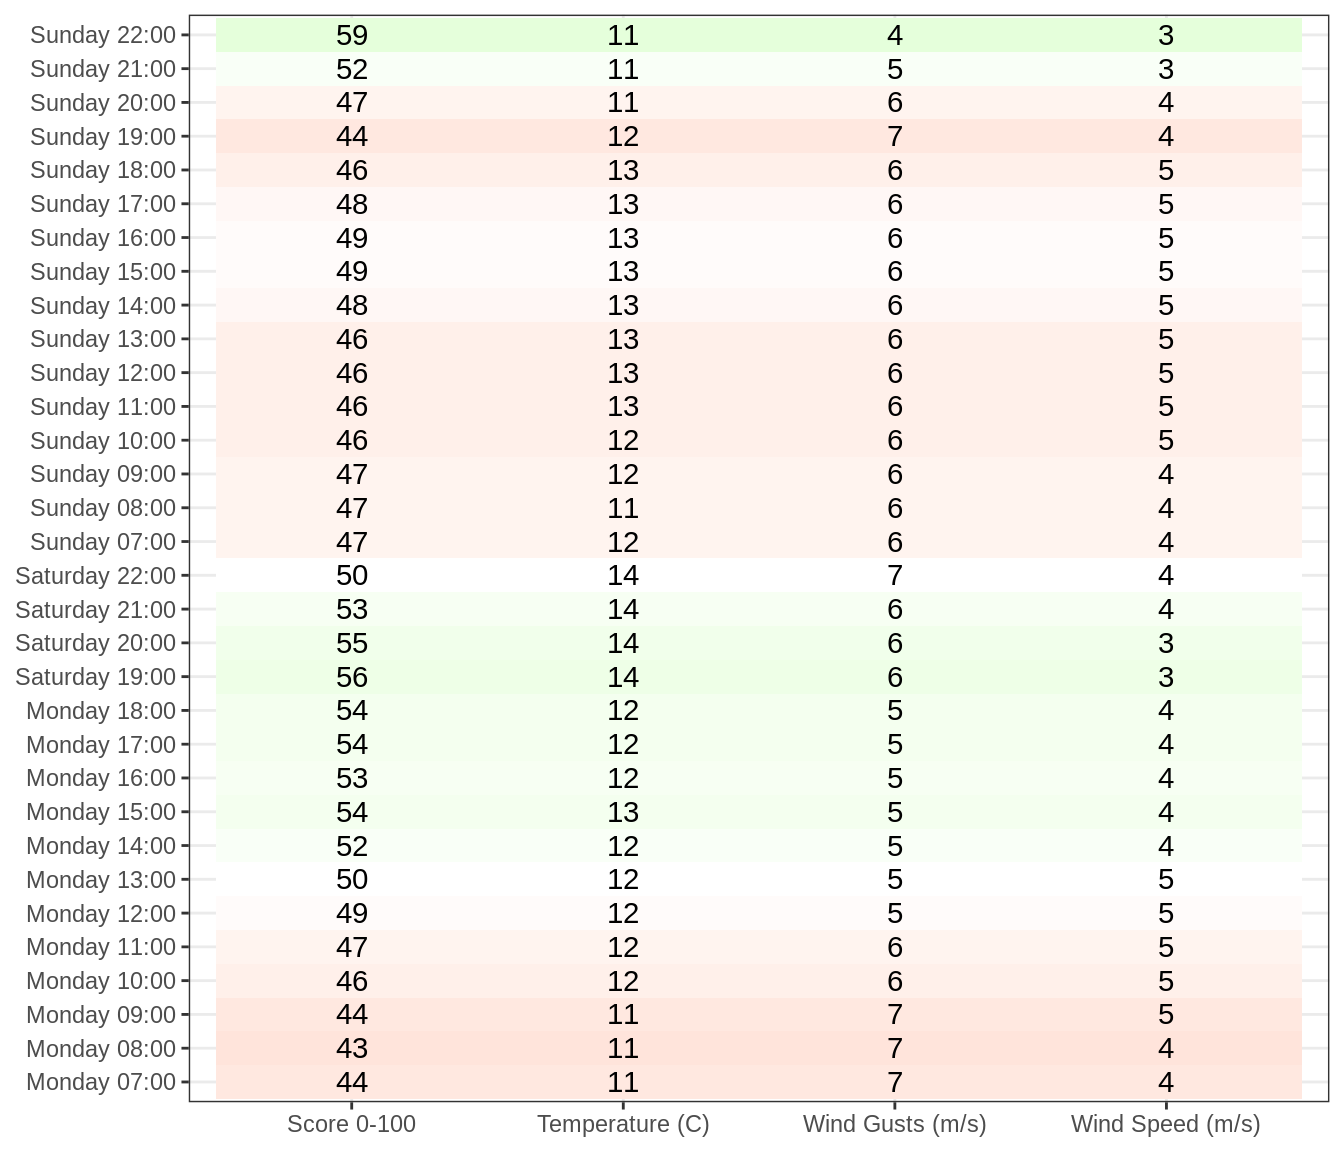 Sunday 22:00 59 11 4 3
Sunday 21:00 52 11 5 3
Sunday 20:00 47 11 6 4
Sunday 19:00 44 12 7 4
Sunday 18:00 46 13 6 5
Sunday 17:00 48 13 6 5
Sunday 16:00 49 13 6 5
Sunday 15:00 49 13 6 5
Sunday 14:00 48 13 6 5
Sunday 13:00 46 13 6 5
Sunday 12:00 46 13 6 5
Sunday 11:00 46 13 6 5
Sunday 10:00 46 12 6 5
Sunday 09:00 47 12 6 4
Sunday 08:00 47 11 6 4
Sunday 07:00 47 12 6 4
Saturday 22:00 50 14 7 4
Saturday 21:00 53 14 6 4
Saturday 20:00 55 14 6 3
Saturday 19:00 56 14 6 3
Monday 18:00 54 12 5 4
Monday 17:00 54 12 5 4
Monday 16:00 53 12 5 4
Monday 15:00 54 13 5 4
Monday 14:00 52 12 5 4
Monday 13:00 50 12 5 5
Monday 12:00 49 12 5 5
Monday 11:00 47 12 6 5
Monday 10:00 46 12 6 5
Monday 09:00 44 11 7 5
Monday 08:00 43 11 7 4
Monday 07:00 44 11 7 4
Score 0-100 Temperature (C) Wind Gusts (m/s) Wind Speed (m/s)